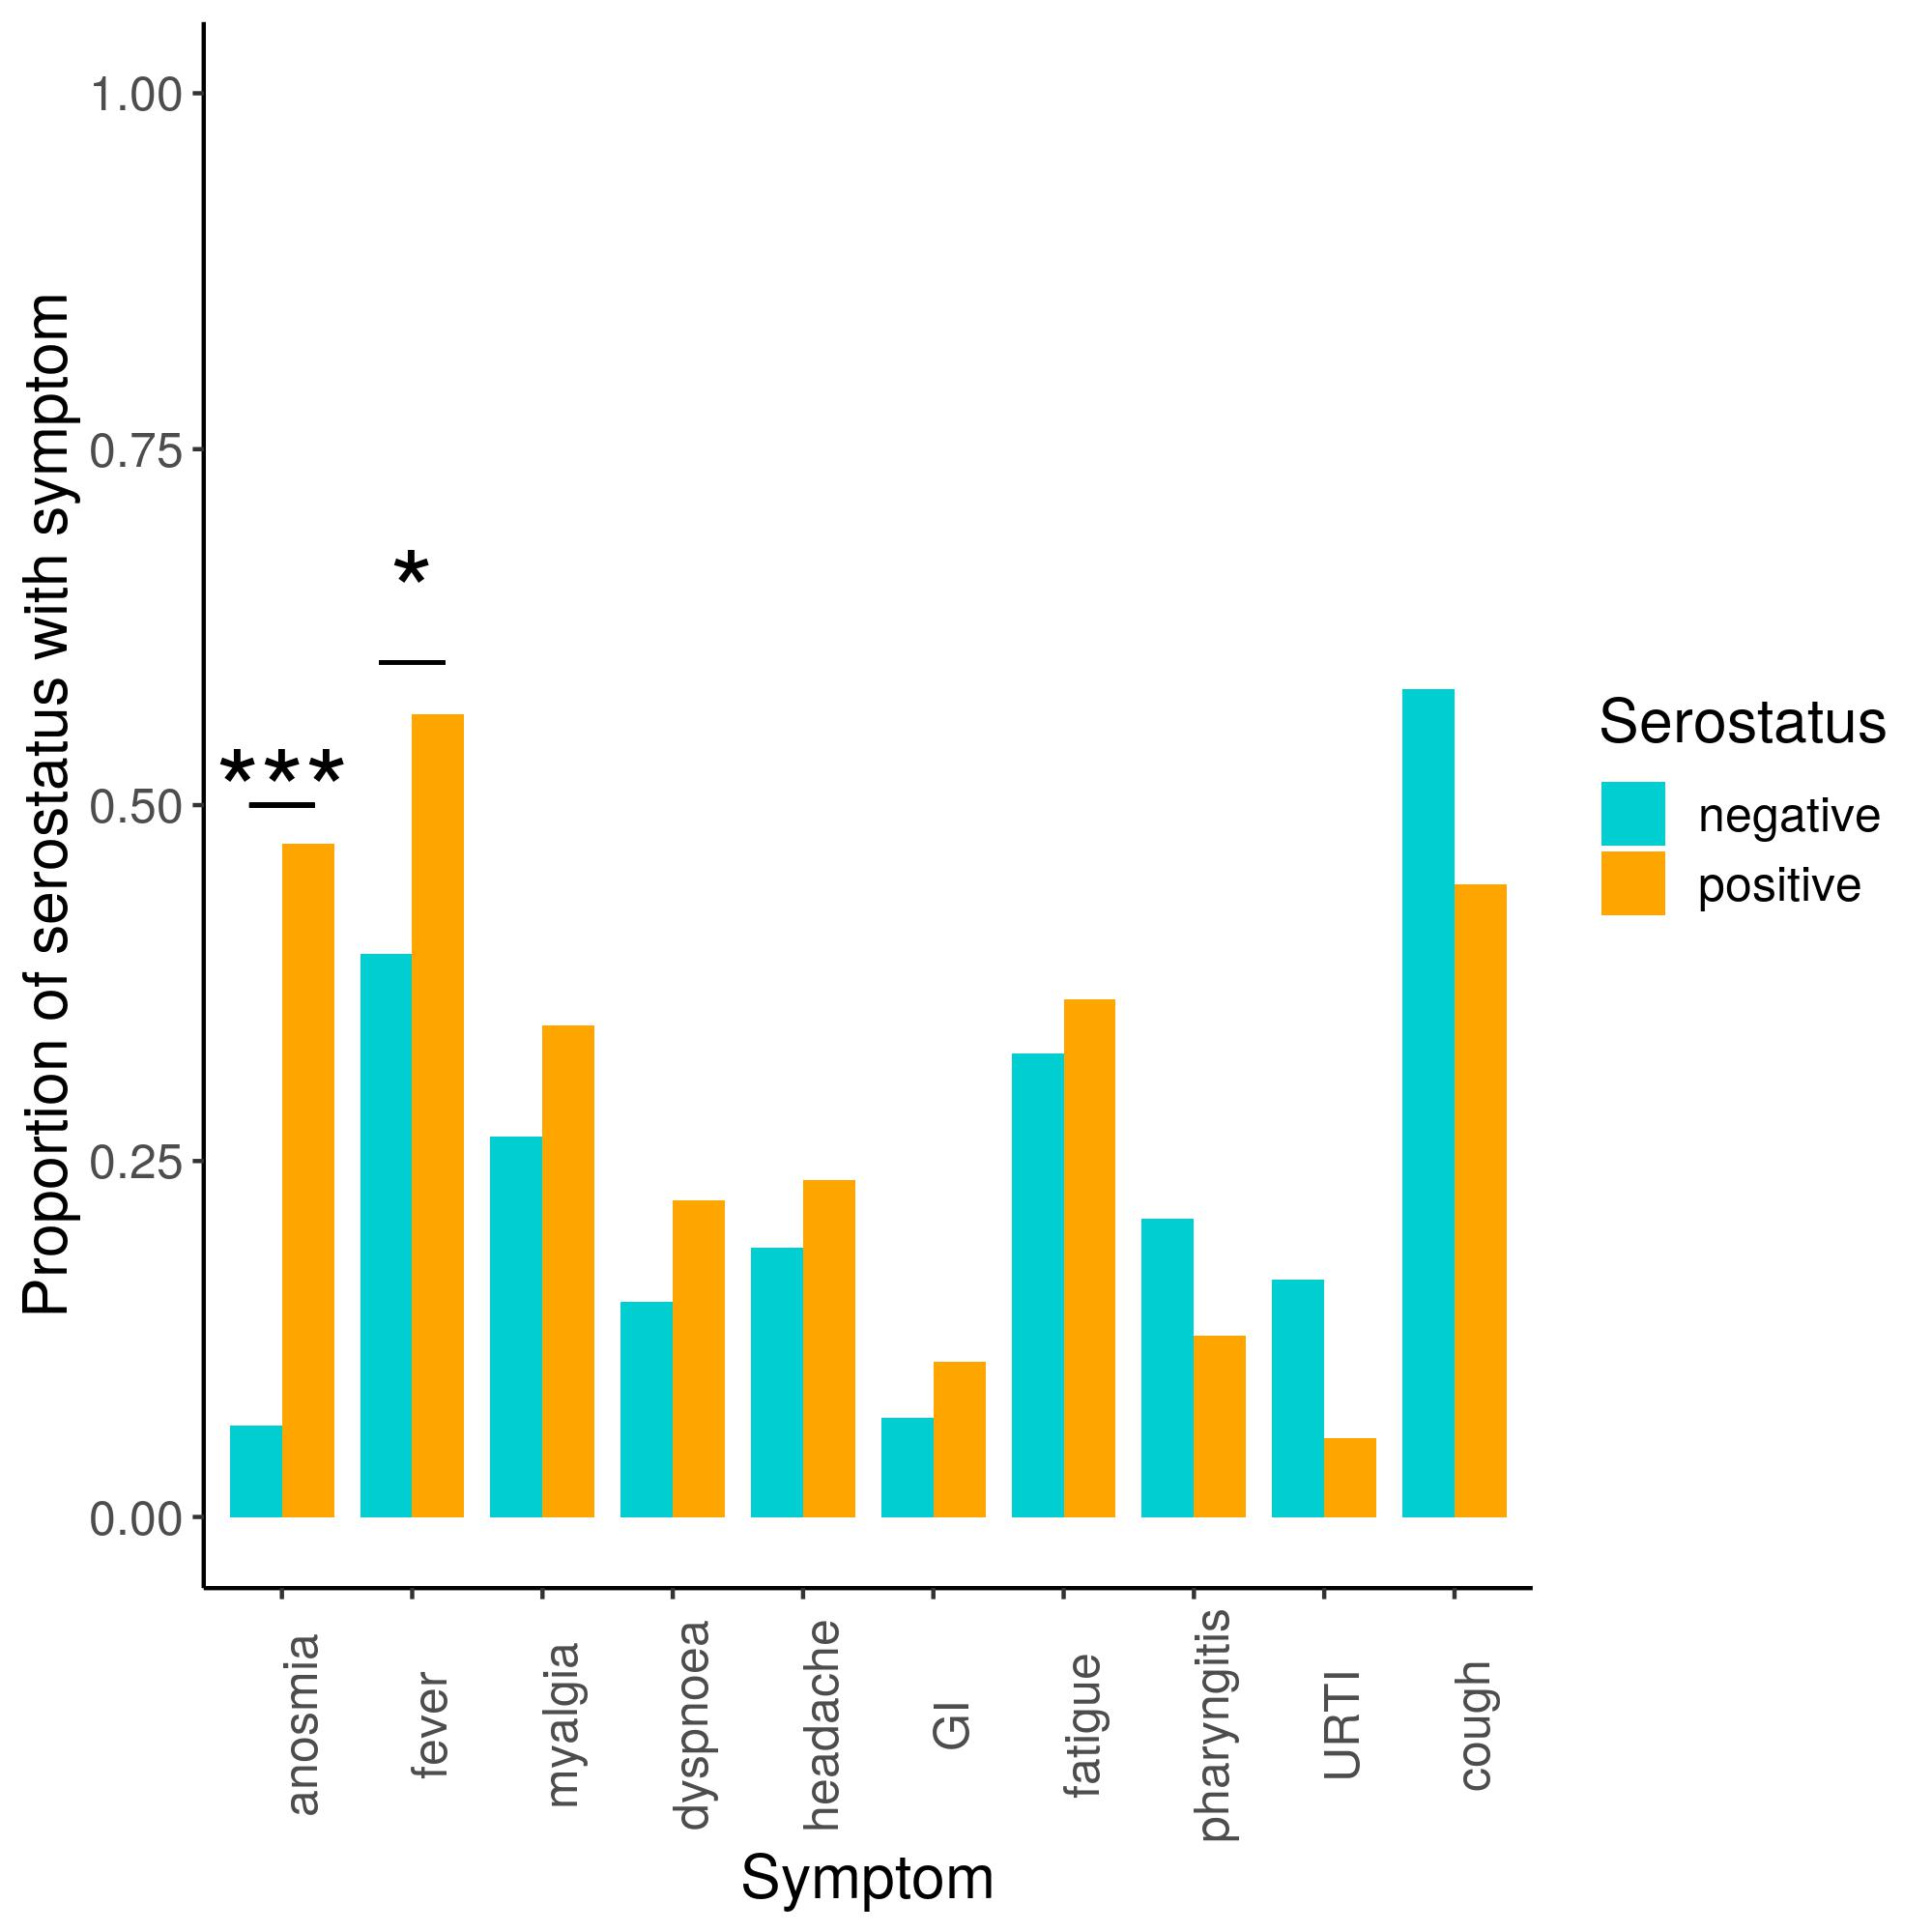 Proportion of serostatus with symptom
1.00
0.75
0.50
0.25
0.00
***
*
anosmia
fever
myalgia
dyspnoea
headache
GI
fatigue
pharyngitis
URTI
cough
Symptom
Serostatus
negative
positive